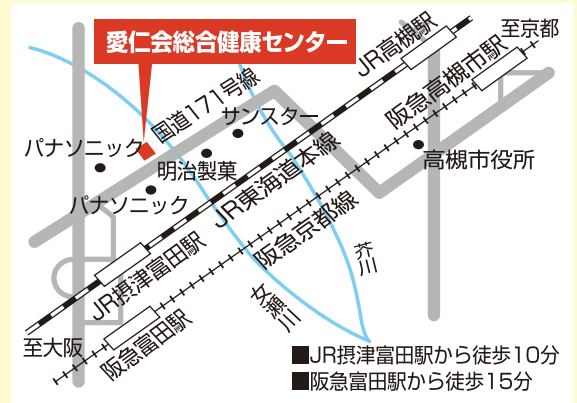 愛仁会総合健康センター
JR高槻駅
至京都
阪急高槻市駅
国道171号線
サンスター
パナソニック
明治製菓
高槻市役所
パナソニック
JR東海道本線
阪急京都線
JR摂津富田駅
芥川
女瀬川
至大阪
阪急富田駅
■JR摂津富田駅から徒歩10分
■阪急富田駅から徒歩15分